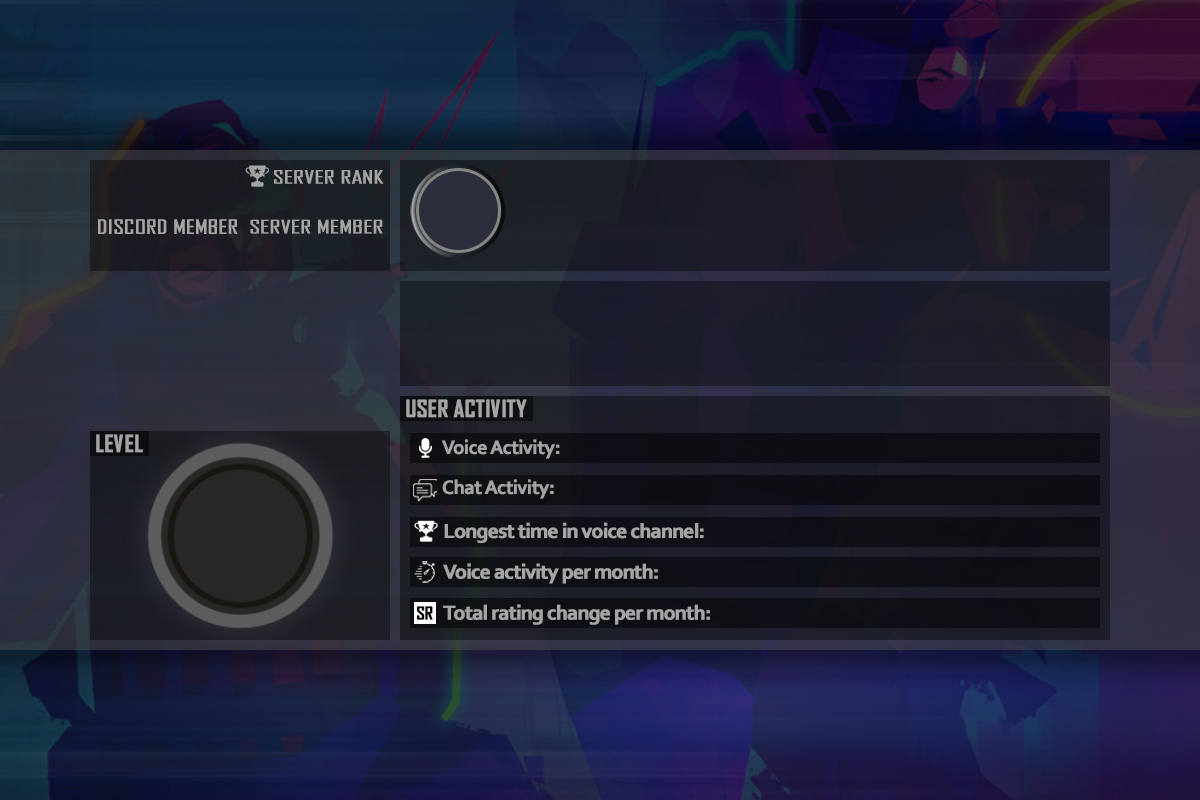 SERVER RANK
DISCORD MEMBER SERVER MEMBER
USER ACTIVITY
LEVEL
Voice Activity:
Chat Activity:
Longest time in voice channel:
Voice activity per month:
SR Total rating change per month: